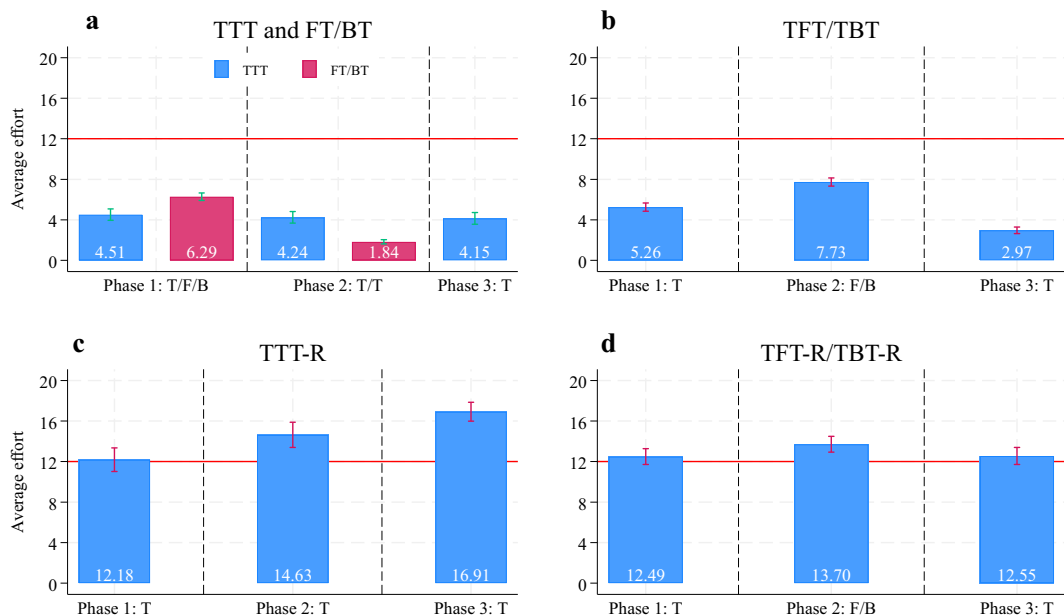 a
TTT and FT/BT
TTT
FT/BT
Average effort
20
16
12
8
4
0
4.51
6.29
4.24
1.84
4.15
Phase 1: T/F/B
Phase 2: T/T
Phase 3: T
b
TFT/TBT
20
16
12
8
4
0
5.26
7.73
2.97
Phase 1: T
Phase 2: F/B
Phase 3: T
c
TTT-R
Average effort
20
16
12
8
4
0
12.18
14.63
16.91
Phase 1: T
Phase 2: T
Phase 3: T
d
TFT-R/TBT-R
20
16
12
8
4
0
12.49
13.70
12.55
Phase 1: T
Phase 2: F/B
Phase 3: T